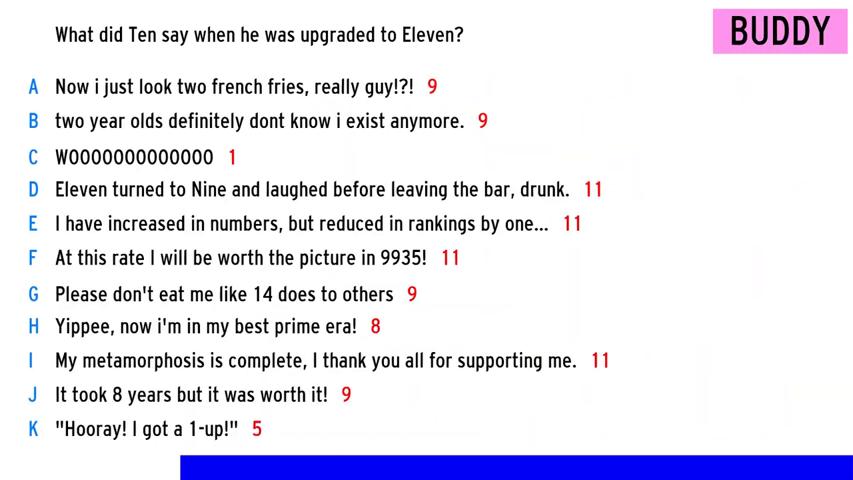 BUDDY
What did Ten say when he was upgraded to Eleven?
A Now i just look two french fries, really guy!?! 9
B two year olds definitely dont know i exist anymore. 9
C WOOOOOOOOOOOOO 1
D Eleven turned to Nine and laughed before leaving the bar, drunk. 11
E I have increased in numbers, but reduced in rankings by one... 11
F At this rate I will be worth the picture in 9935! 11
G Please don't eat me like 14 does to others 9
H Yippee, now i'm in my best prime era! 8
I My metamorphosis is complete, I thank you all for supporting me. 11
J It took 8 years but it was worth it! 9
K "Hooray! I got a 1-up!" 5